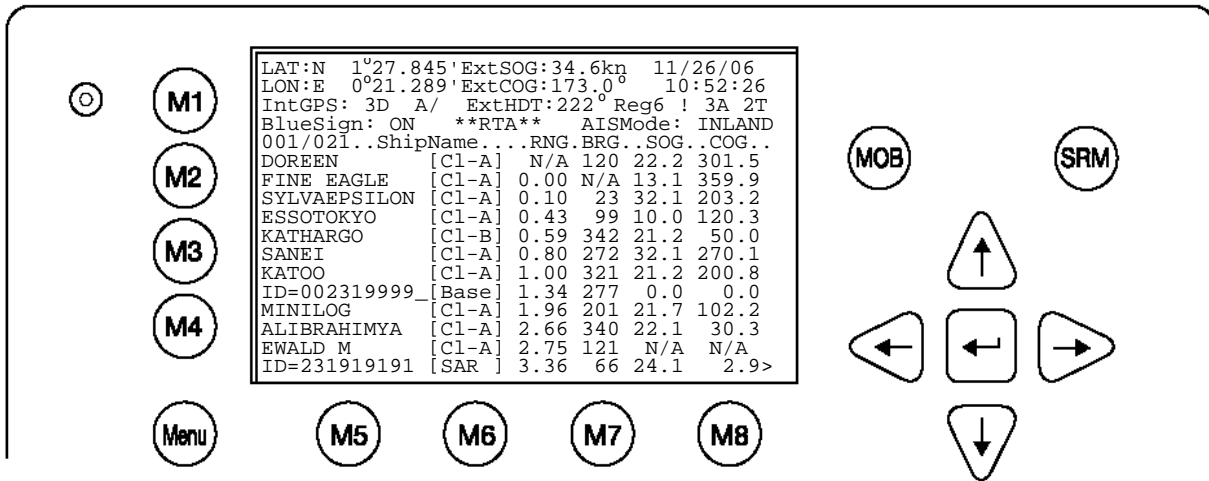 LAT:N  1°27.845'ExtSOG:34.6kn  11/26/06
LON:E  0°21.289'ExtCOG:173.0°  10:52:26
IntGPS: 3D  A/  ExtHDT:222° Reg6 ! 3A 2T
BlueSign: ON   **RTA**   AISMode: INLAND
001/021..ShipName....RNG.BRG..SOG..COG..
DOREEN       [Cl-A]  N/A 120 22.2 301.5
FINE EAGLE   [Cl-A] 0.00 N/A 13.1 359.9
SYLVAEPSILON [Cl-A] 0.10  23 32.1 203.2
ESSOTOKYO    [Cl-A] 0.43  99 10.0 120.3
KATHARGO     [Cl-B] 0.59 342 21.2  50.0
SANEI        [Cl-A] 0.80 272 32.1 270.1
KATOO        [Cl-A] 1.00 321 21.2 200.8
ID=002319999_[Base] 1.34 277  0.0   0.0
MINILOG      [Cl-A] 1.96 201 21.7 102.2
ALIBRAHIMYA  [Cl-A] 2.66 340 22.1  30.3
EWALD M      [Cl-A] 2.75 121  N/A  N/A
ID=231919191 [SAR ] 3.36  66 24.1   2.9>
M1
M2
M3
M4
Menu
M5
M6
M7
M8
MOB
SRM